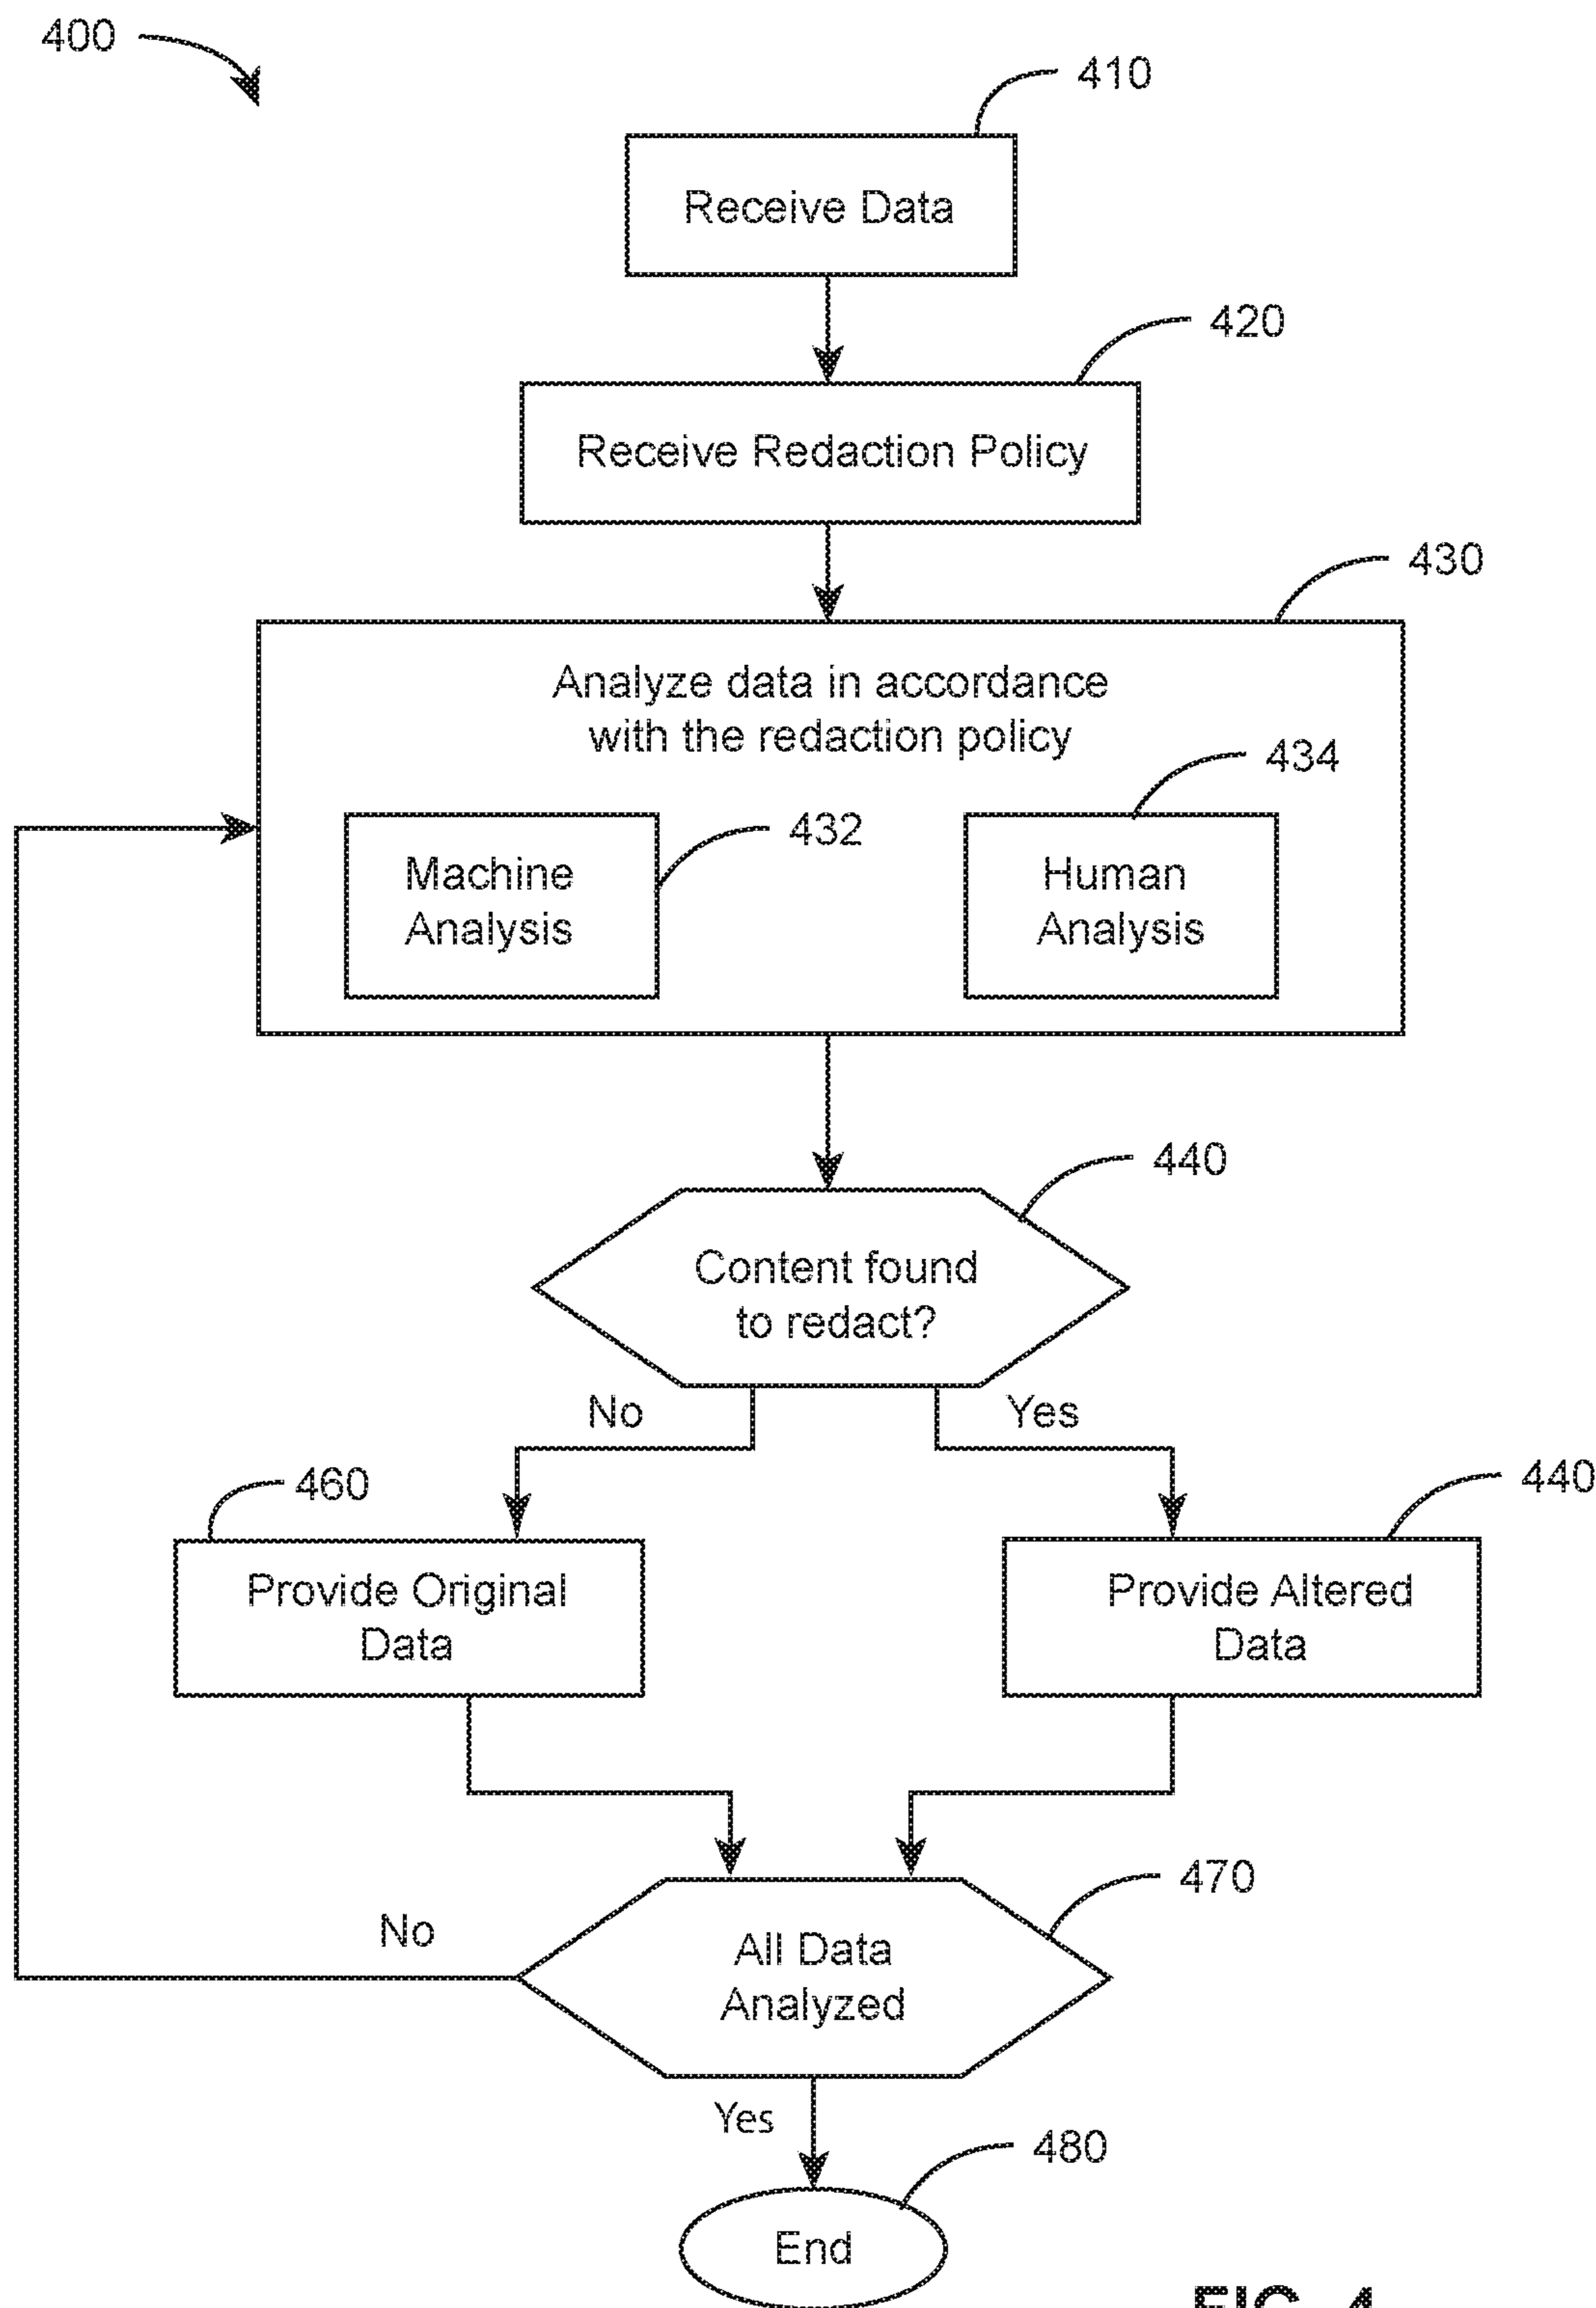 400
410
Receive Data
420
Receive Redaction Policy
430
Analyze data in accordance
with the redaction policy
434
432
Machine
Analysis
Human
Analysis
440
Content found
to redact?
No
Yes
460
440
Provide Original
Data
Provide Altered
Data
470
No
All Data
Analyzed
Yes
480
End
FIG. 4